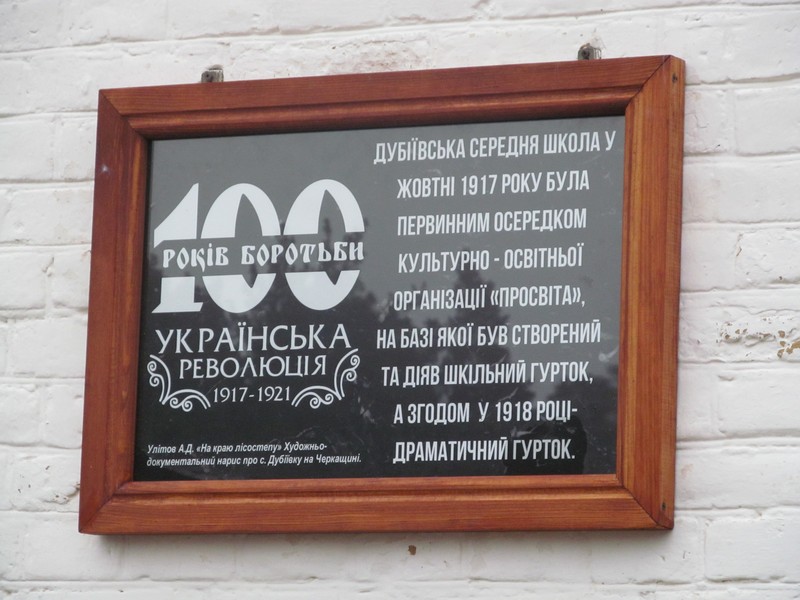 100
РОКІВ БОРОТЬБИ
УКРАЇНСЬКА
РЕВОЛЮЦІЯ
1917-1921
Улітов А.Д. «На краю лісостепу» Художньо-
документальний нарис про с. Дубіївку на Черкащині.
ДУБІЇВСЬКА СЕРЕДНЯ ШКОЛА У
ЖОВТНІ 1917 РОКУ БУЛА
ПЕРВИННИМ ОСЕРЕДКОМ
КУЛЬТУРНО - ОСВІТНЬОЇ
ОРГАНІЗАЦІЇ «ПРОСВІТА»,
НА БАЗІ ЯКОЇ БУВ СТВОРЕНИЙ
ТА ДІЯВ ШКІЛЬНИЙ ГУРТОК,
А ЗГОДОМ У 1918 РОЦІ-
ДРАМАТИЧНИЙ ГУРТОК.